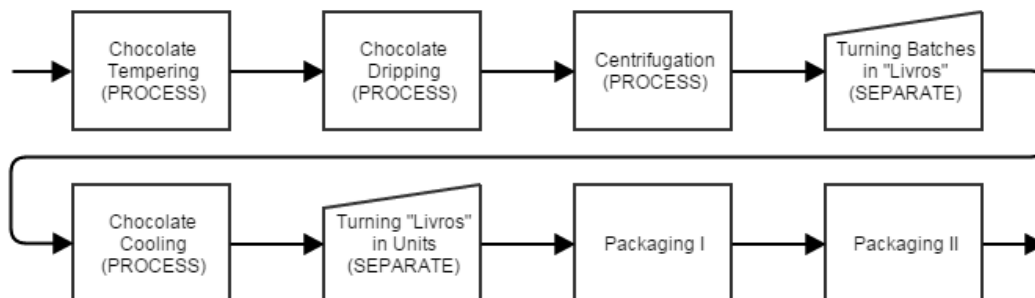 Chocolate
Tempering
(PROCESS)
Chocolate
Dripping
(PROCESS)
Centrifugation
(PROCESS)
Turning Batches
in "Livros"
(SEPARATE)
Chocolate
Cooling
(PROCESS)
Turning "Livros"
in Units
(SEPARATE)
Packaging I
Packaging II